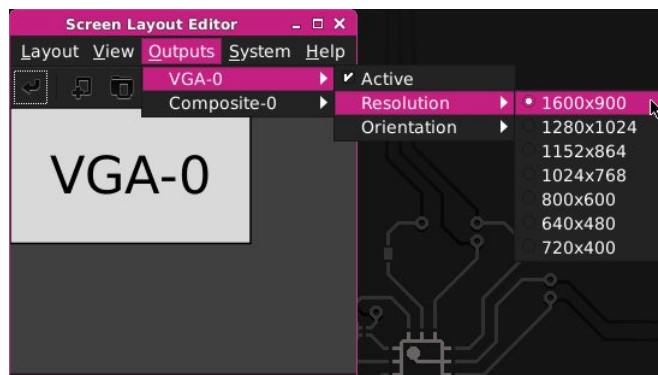 Screen Layout Editor
Layout View Outputs System Help
VGA-0
Composite-0
Active
Resolution
Orientation
1600x900
1280x1024
1152x864
1024x768
800x600
640x480
720x400
VGA-0